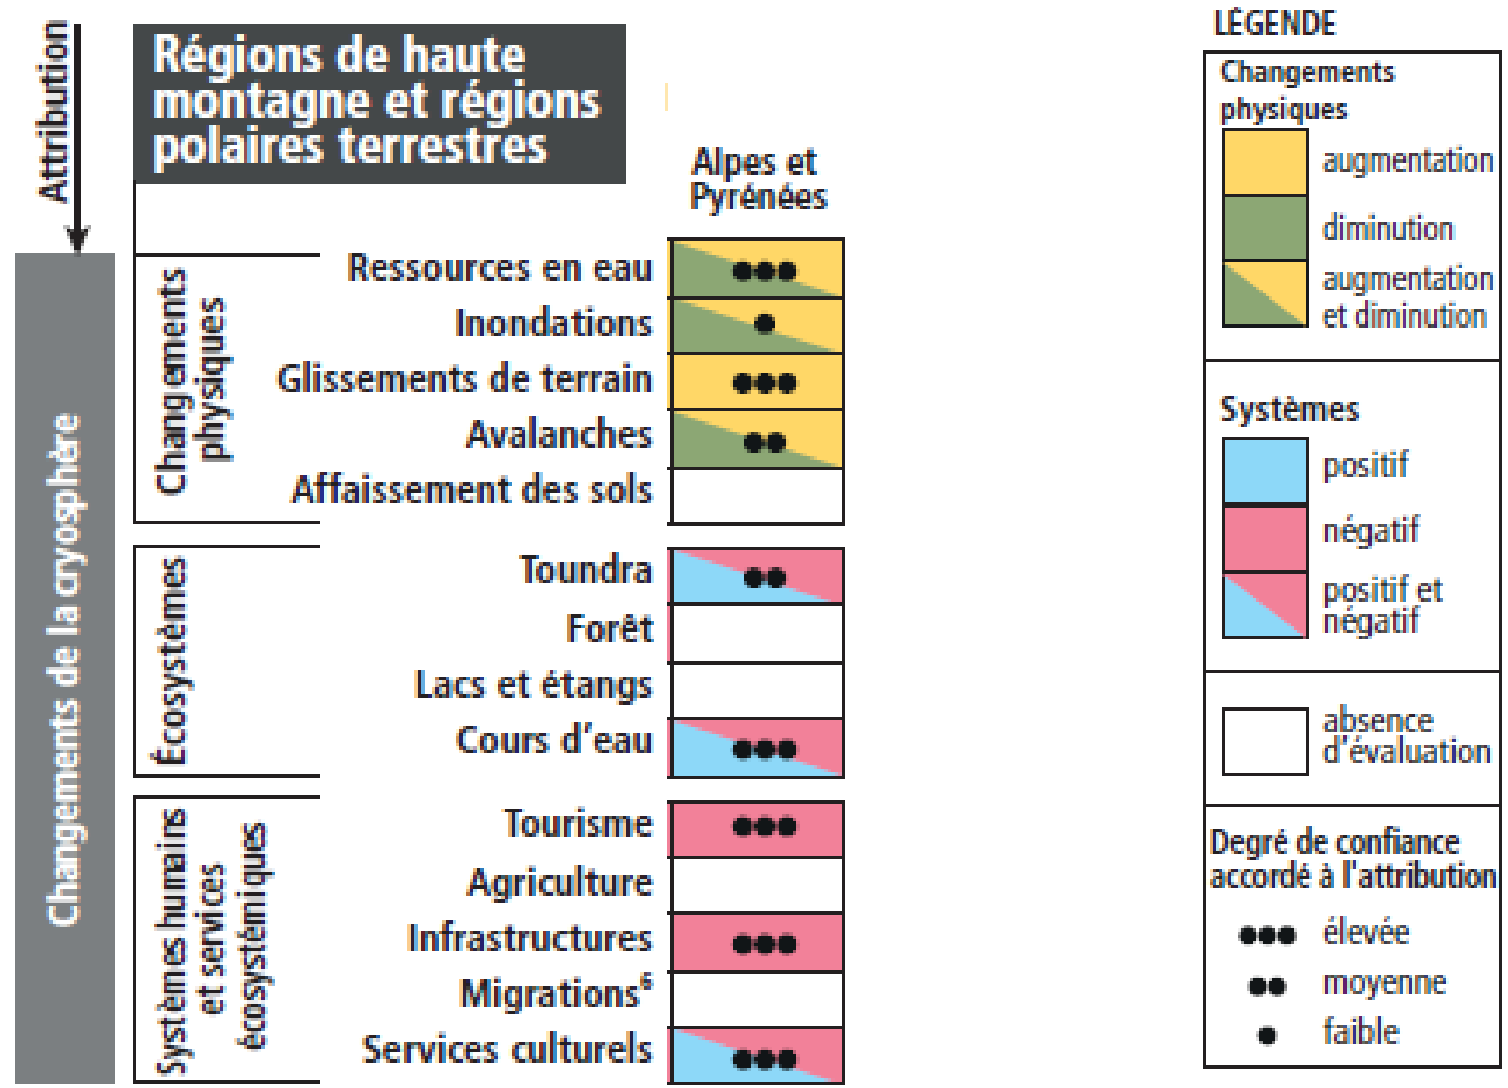 Attribution
Régions de haute
montagne et régions
polaires terrestres
Alpes et
Pyrénées
Changements de la cryosphère
Changements
physiques
Ressources en eau
Inondations
Glissements de terrain
Avalanches
Affaissement des sols
Écosystèmes
Toundra
Forêt
Lacs et étangs
Cours d'eau
Systèmes humains
et services
écosystémiques
Tourisme
Agriculture
Infrastructures
Migrations⁶
Services culturels
LÉGENDE
Changements
physiques
augmentation
diminution
augmentation
et diminution
Systèmes
positif
négatif
positif et
négatif
absence
d'évaluation
Degré de confiance
accordé à l'attribution
élevée
moyenne
faible